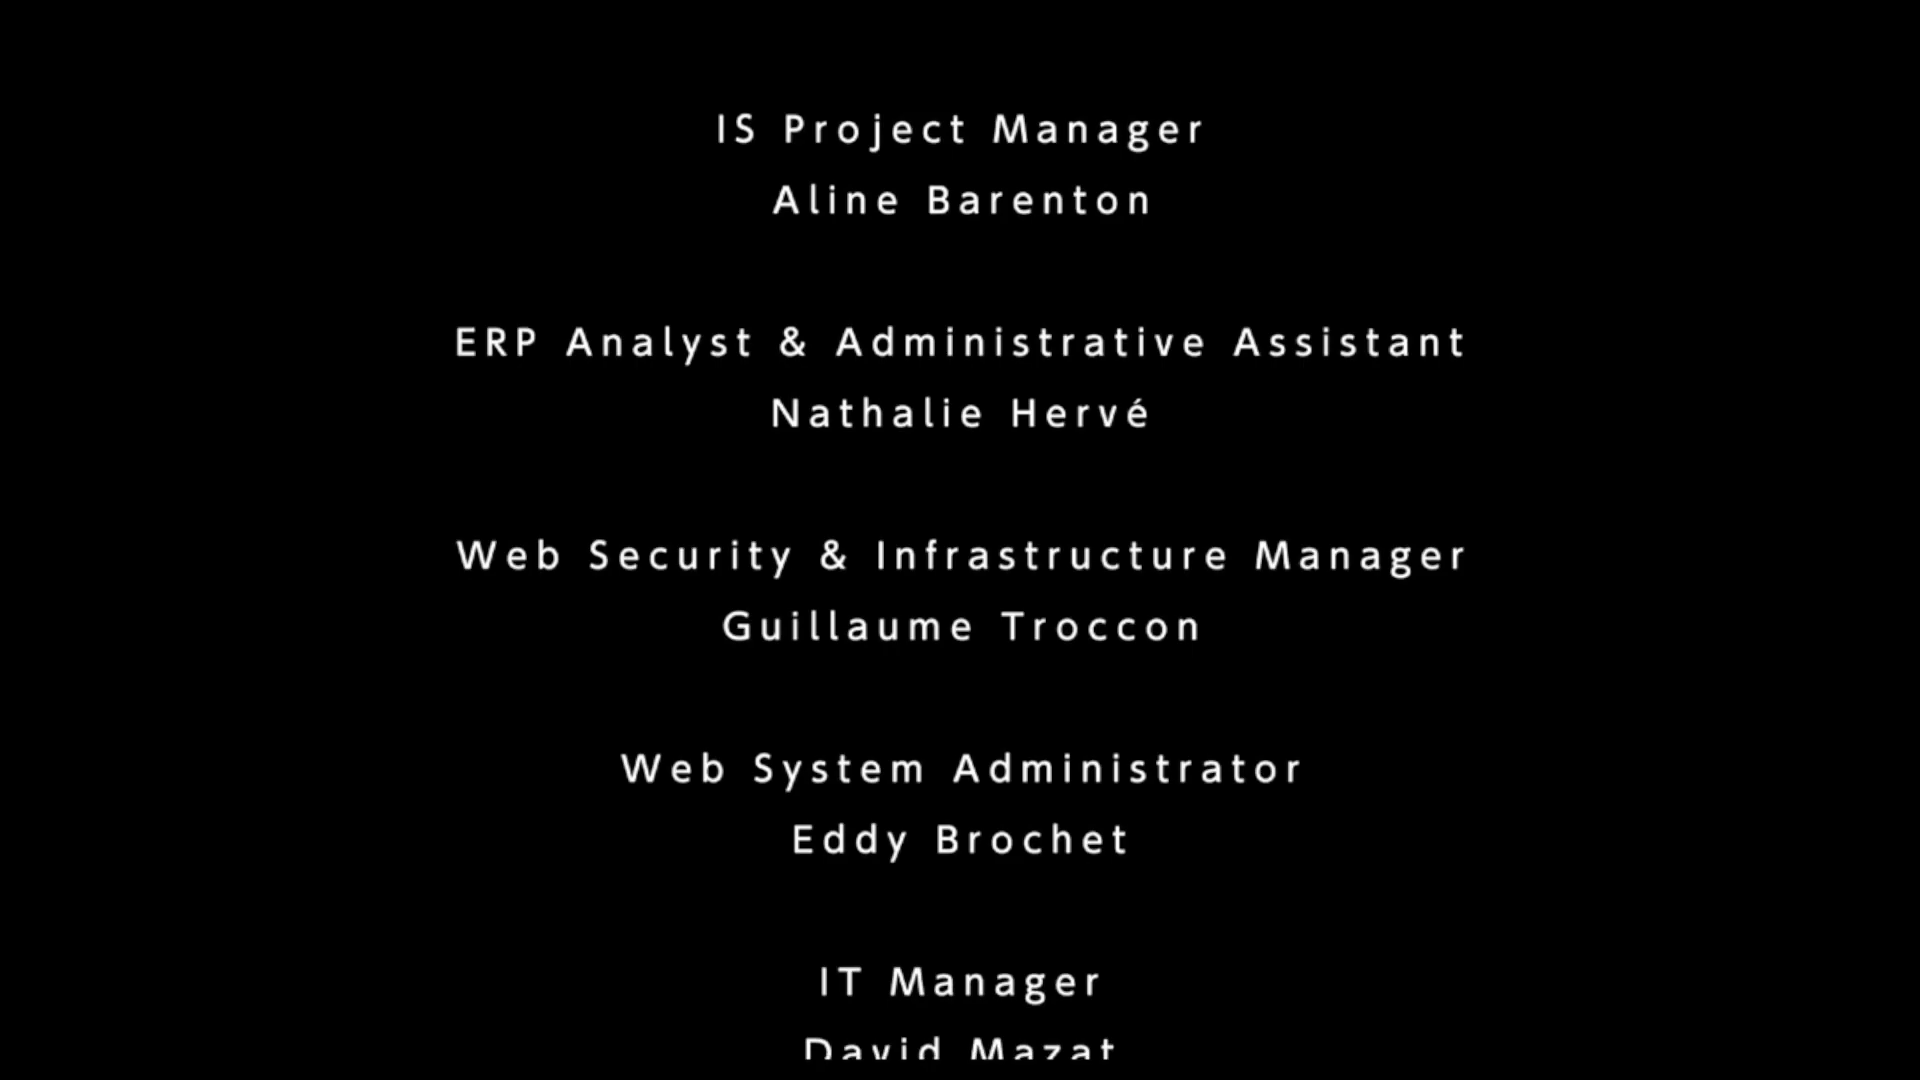 IS Project Manager
Aline Barenton
ERP Analyst & Administrative Assistant
Nathalie Hervé
Web Security & Infrastructure Manager
Guillaume Troccon
Web System Administrator
Eddy Brochet
IT Manager
David Mazat